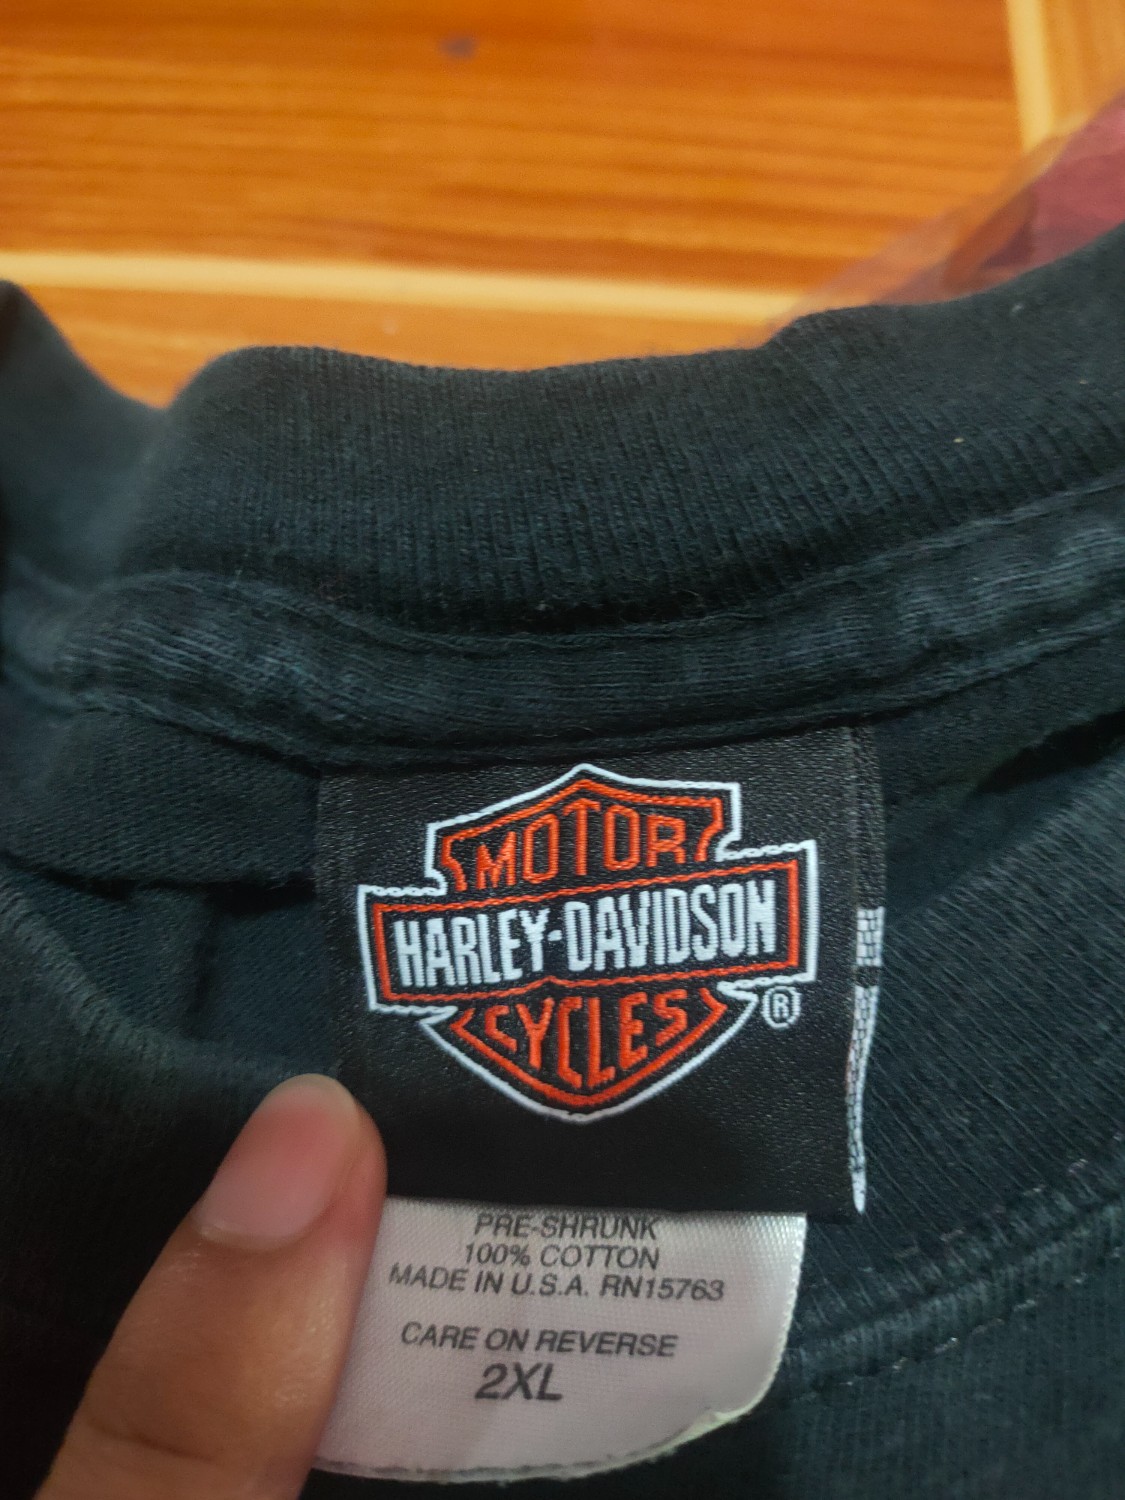 MOTOR
HARLEY-DAVIDSON
CYCLES
®
PRE-SHRUNK
100% COTTON
MADE IN U.S.A. RN15763
CARE ON REVERSE
2XL